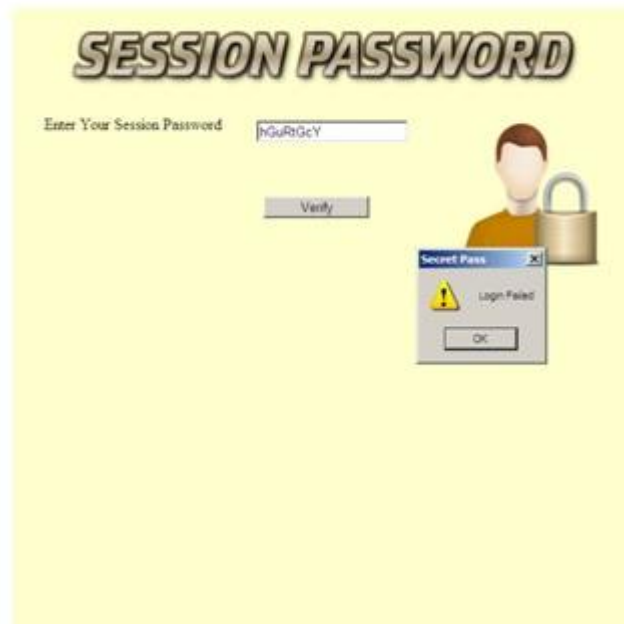 SESSION PASSWORD
Enter Your Session Password
hGuRtGcY
Verify
Secret Pass
Login Failed
OK